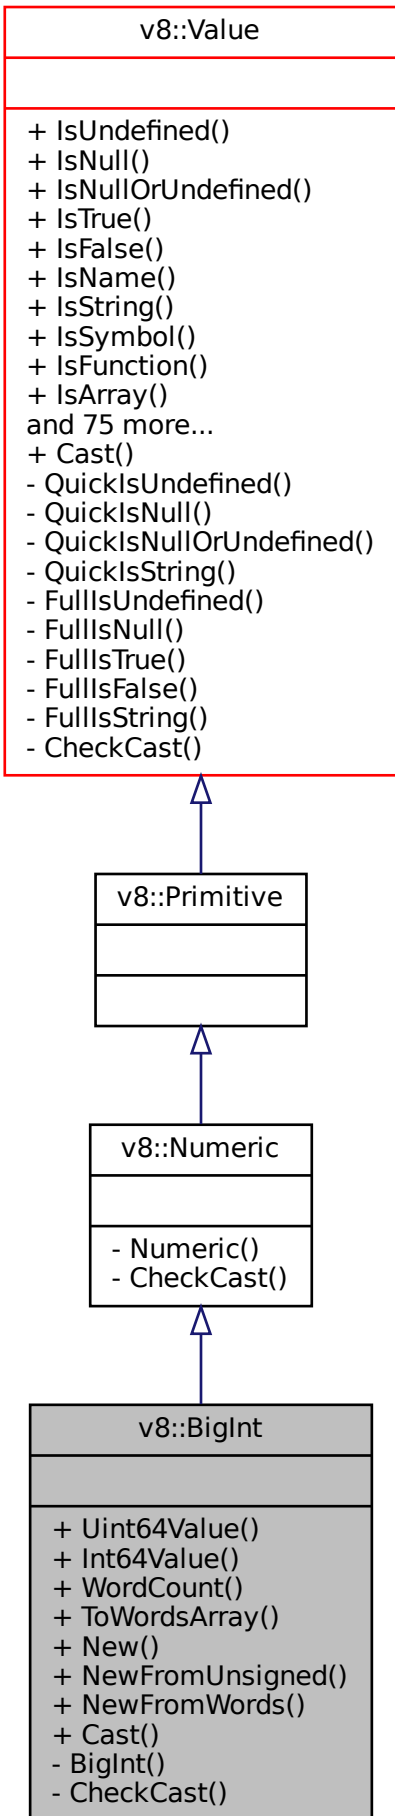 v8::Value
+ IsUndefined()
+ IsNull()
+ IsNullOrUndefined()
+ IsTrue()
+ IsFalse()
+ IsName()
+ IsString()
+ IsSymbol()
+ IsFunction()
+ IsArray()
and 75 more...
+ Cast()
- QuickIsUndefined()
- QuickIsNull()
- QuickIsNullOrUndefined()
- QuickIsString()
- FullIsUndefined()
- FullIsNull()
- FullIsTrue()
- FullIsFalse()
- FullIsString()
- CheckCast()
v8::Primitive
v8::Numeric
- Numeric()
- CheckCast()
v8::BigInt
+ Uint64Value()
+ Int64Value()
+ WordCount()
+ ToWordsArray()
+ New()
+ NewFromUnsigned()
+ NewFromWords()
+ Cast()
- BigInt()
- CheckCast()